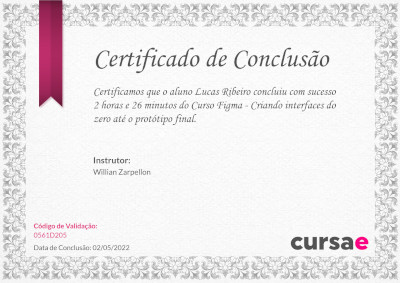 Certificado de Conclusão
Certificamos que o aluno Lucas Ribeiro concluiu com sucesso
2 horas e 26 minutos do Curso Figma - Criando interfaces do
zero até o protótipo final.
Instrutor:
Willian Zarpellon
Código de Validação:
0561D205
Data de Conclusão: 02/05/2022
cursae